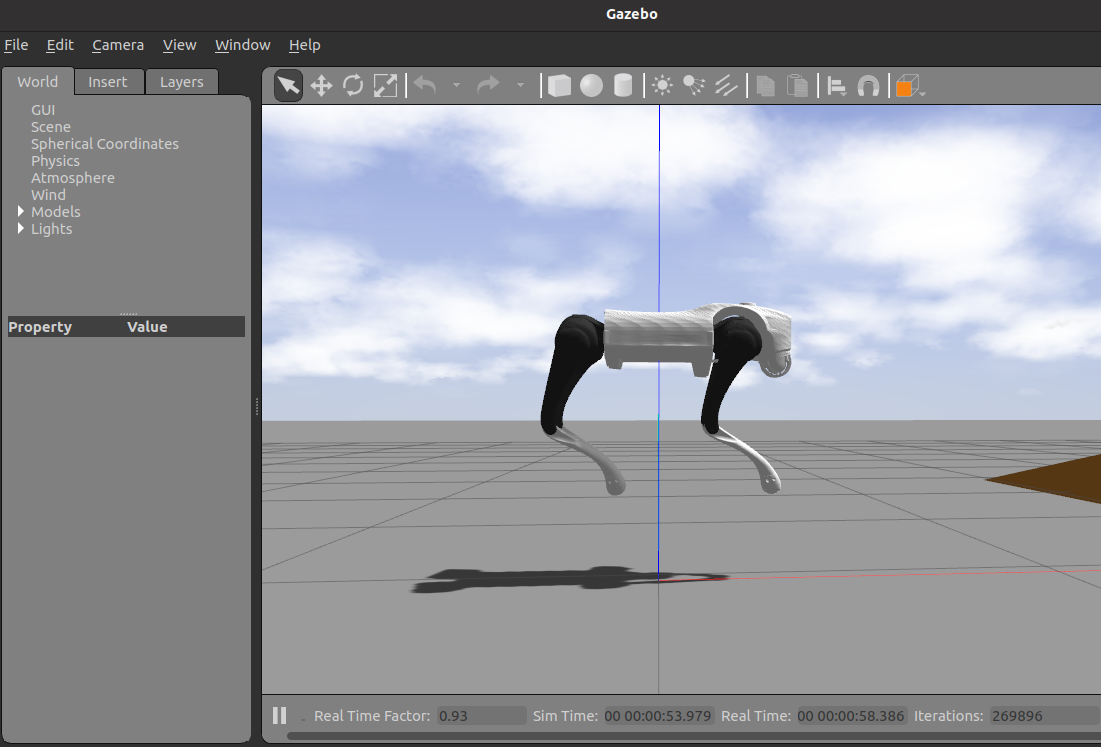 Gazebo
File Edit Camera View Window Help
World Insert Layers
GUI
Scene
Spherical Coordinates
Physics
Atmosphere
Wind
Models
Lights
Property Value
Real Time Factor: 0.93 Sim Time: 00 00:00:53.979 Real Time: 00 00:00:58.386 Iterations: 269896